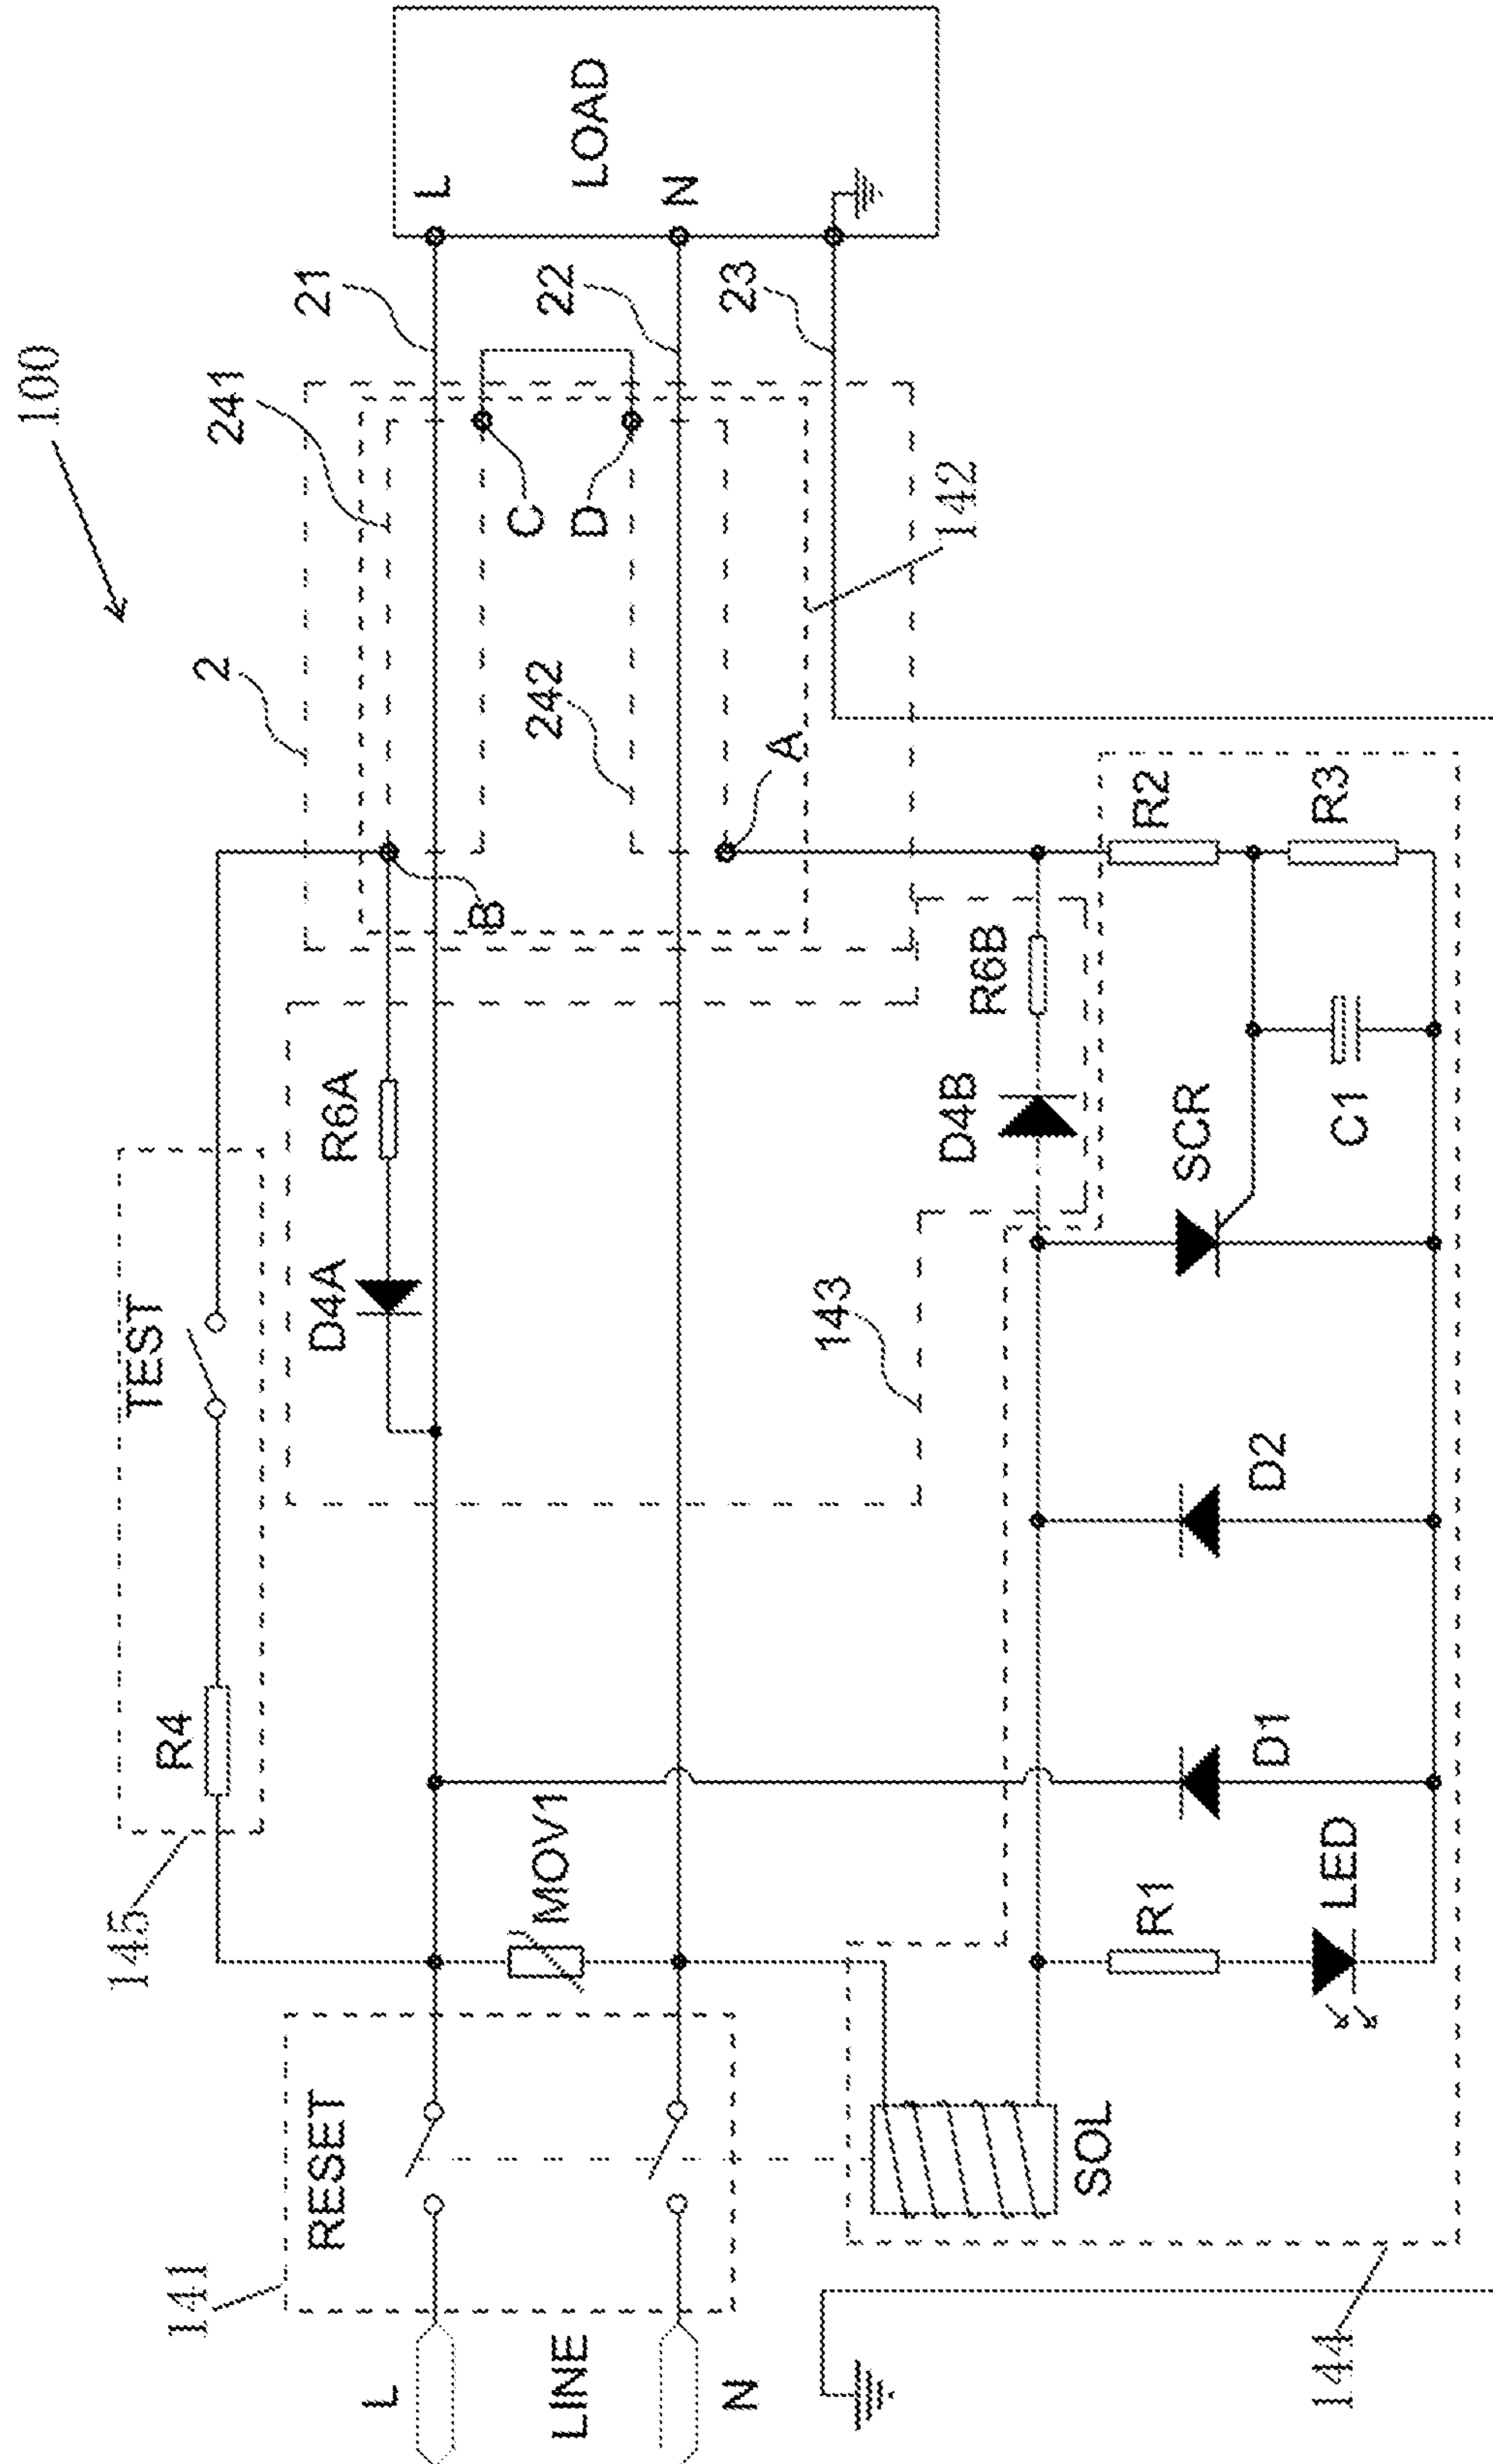 100
2
241
21
22
23
L
LOAD
N
C
D
242
142
A
B
145
TEST
R4
D4A
R6A
143
D4B
R6B
R2
R3
SCR
C1
D2
D1
MOV1
R1
LED
141
RESET
SOL
L
LINE
N
144